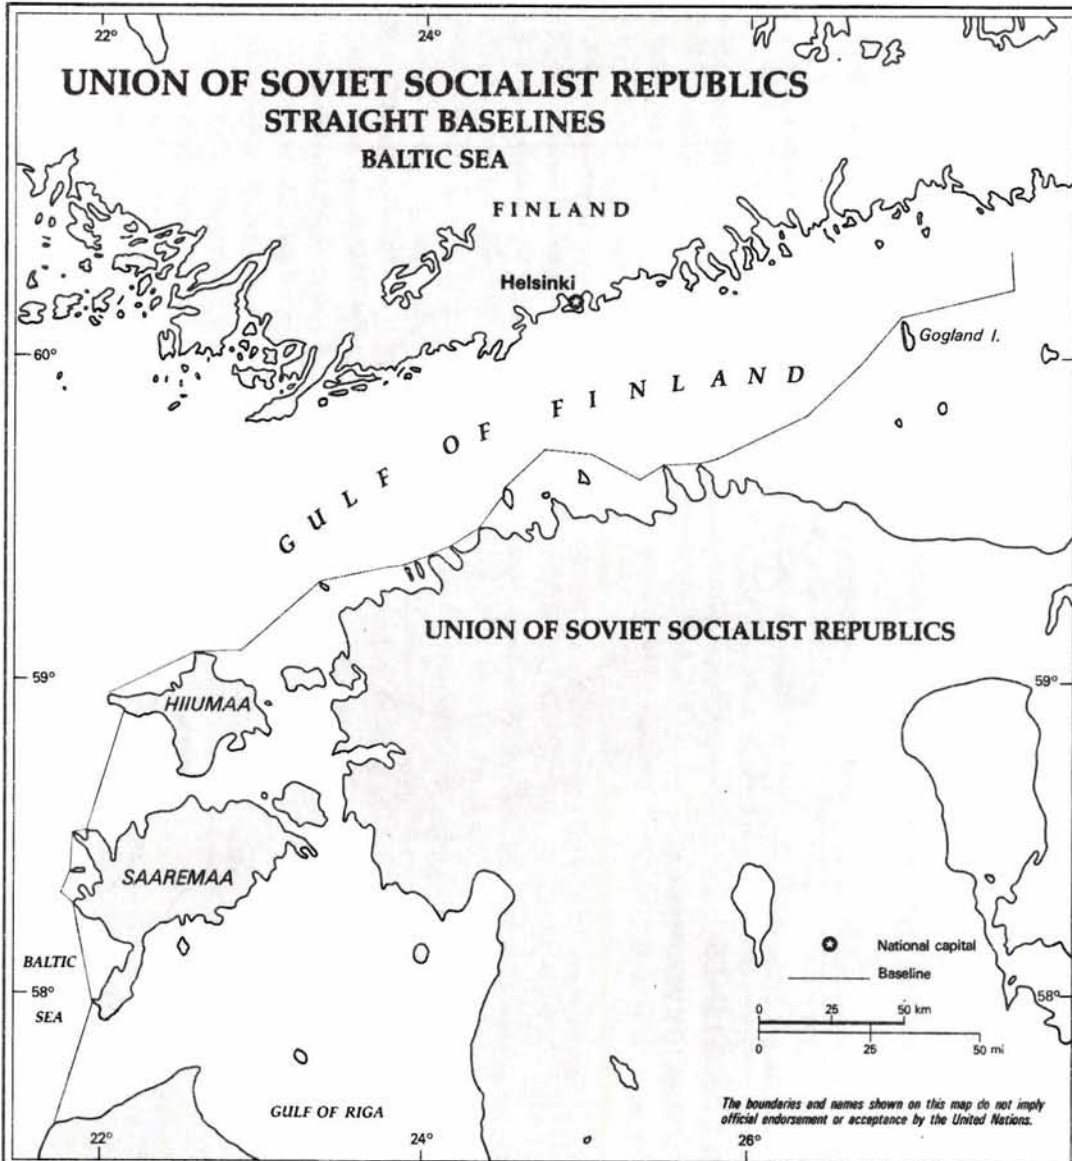 22°
24°
UNION OF SOVIET SOCIALIST REPUBLICS
STRAIGHT BASELINES
BALTIC SEA
FINLAND
Helsinki
Gogland I.
60°
GULF OF FINLAND
UNION OF SOVIET SOCIALIST REPUBLICS
59°
59°
HIIUMAA
SAAREMAA
National capital
Baseline
BALTIC
SEA
58°
58°
0 25 50 km
0 25 50 mi
GULF OF RIGA
The boundaries and names shown on this map do not imply
official endorsement or acceptance by the United Nations.
22°
24°
26°